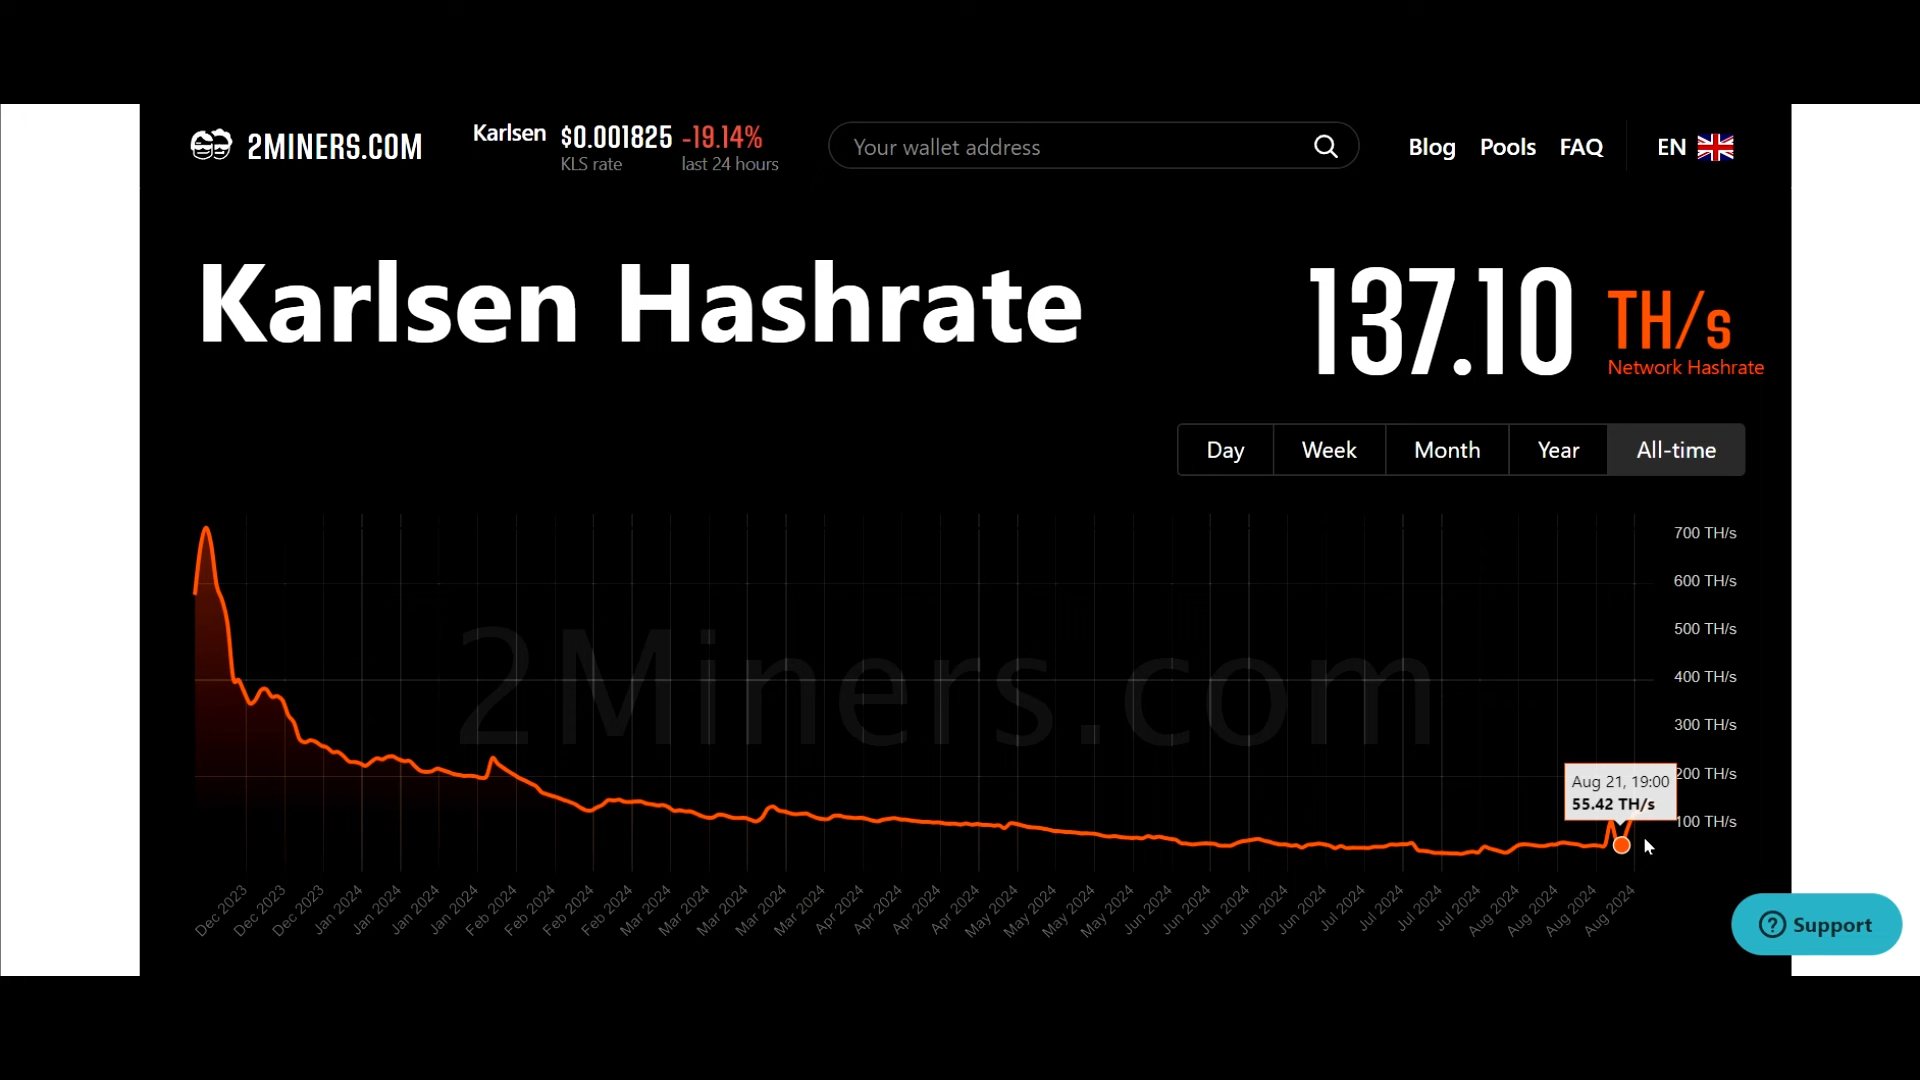 2MINERS.COM
Karlsen $0.001825 -19.14%
KLS rate last 24 hours
Your wallet address
Blog Pools FAQ EN
Karlsen Hashrate
137.10 TH/s
Network Hashrate
Day Week Month Year All-time
2Miners.com
700 TH/s
600 TH/s
500 TH/s
400 TH/s
300 TH/s
200 TH/s
100 TH/s
Aug 21, 19:00
55.42 TH/s
Dec 2023 Dec 2023 Dec 2023 Jan 2024 Jan 2024 Jan 2024 Jan 2024 Feb 2024 Feb 2024 Feb 2024 Feb 2024 Mar 2024 Mar 2024 Mar 2024 Mar 2024 Mar 2024 Apr 2024 Apr 2024 Apr 2024 Apr 2024 May 2024 May 2024 May 2024 May 2024 Jun 2024 Jun 2024 Jun 2024 Jun 2024 Jun 2024 Jul 2024 Jul 2024 Jul 2024 Jul 2024 Aug 2024 Aug 2024 Aug 2024 Aug 2024
? Support